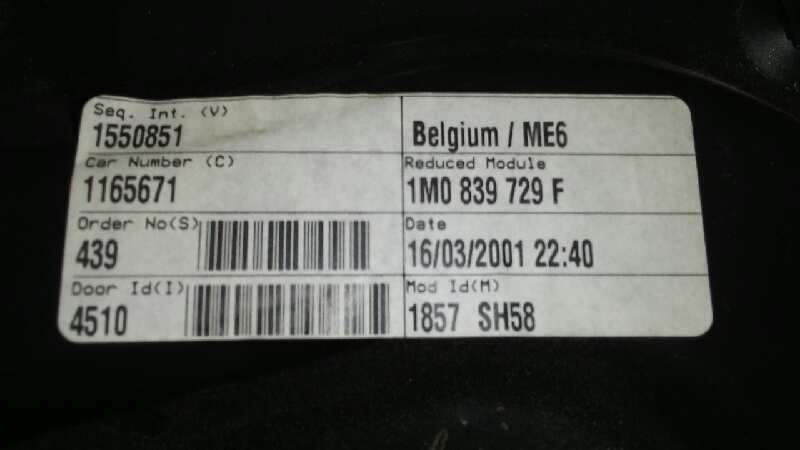 Seq. Int. (V)
1550851
Belgium / ME6
Car Number (C)
1165671
Reduced Module
1M0 839 729 F
Order No(S)
439
Date
16/03/2001 22:40
Door Id(I)
4510
Mod Id(M)
1857 SH58